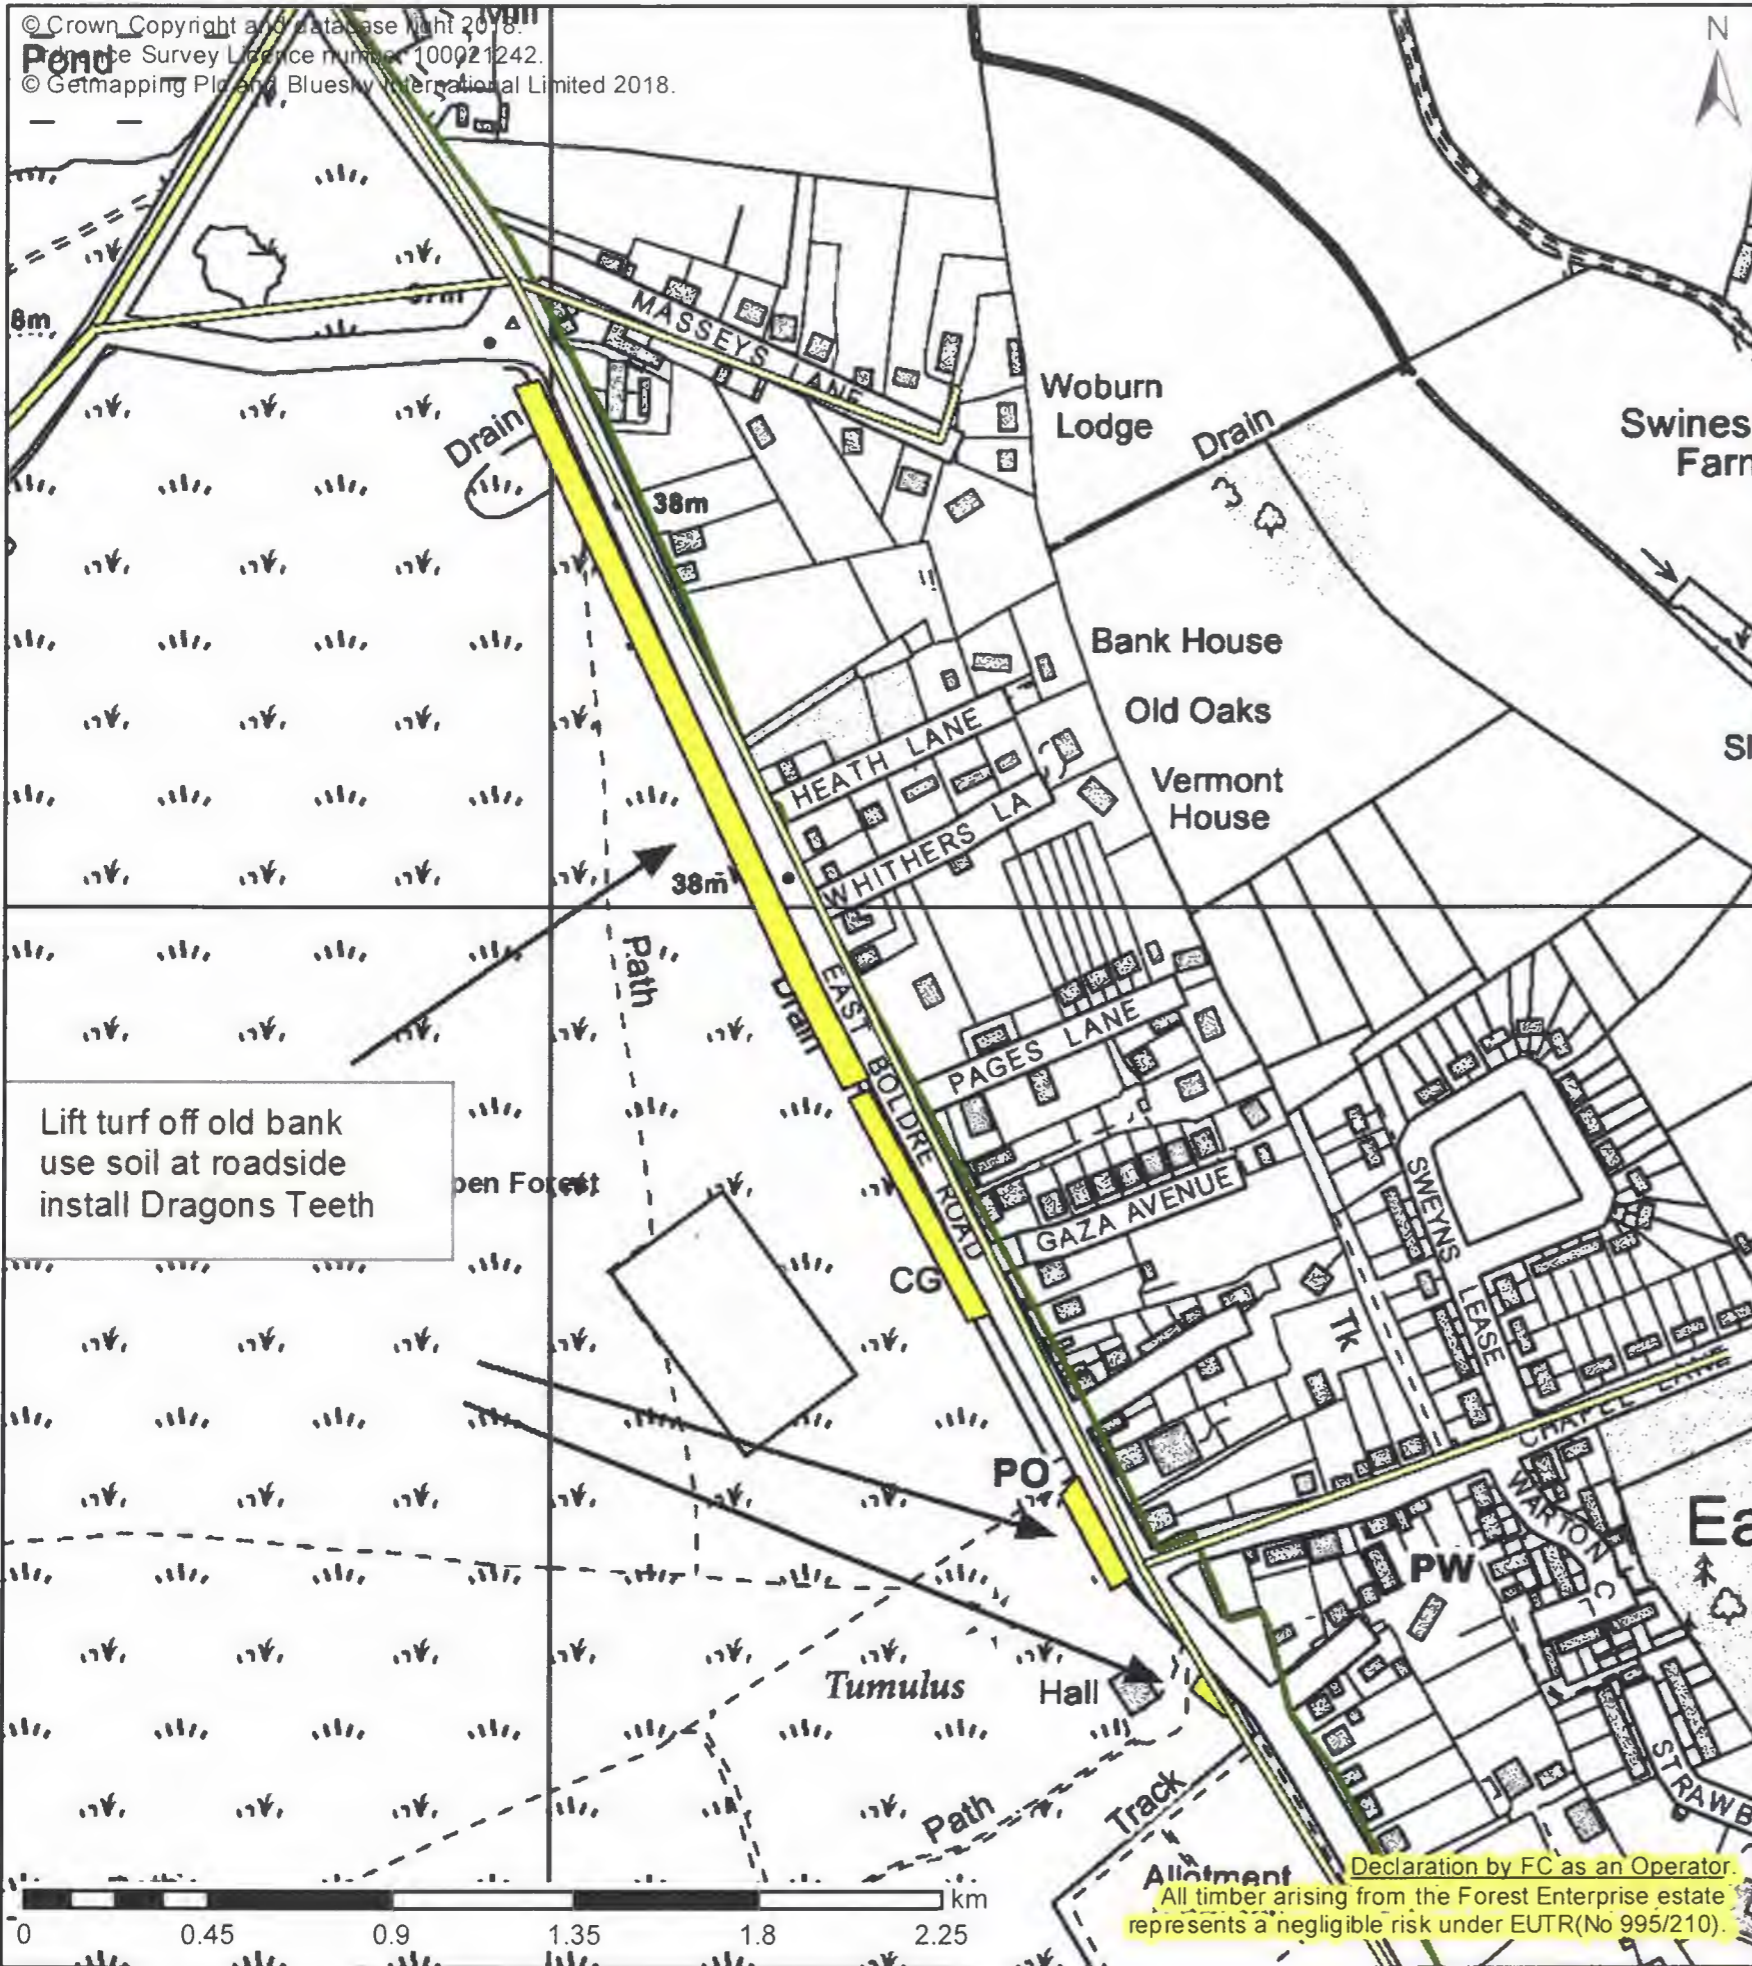 © Crown Copyright and database right 2018.
Ordnance Survey Licence number 100021242.
© Getmapping Plc and Bluesky International Limited 2018.
Pond
Mill
N
8m
MASSEYS LANE
Woburn
Lodge
Drain
Swines
Farm
Drain
38m
Bank House
Old Oaks
Vermont
House
Sl
HEATH LANE
WHITHERS LA
38m
Path
Drain
EAST BOLDRE ROAD
PAGES LANE
Lift turf off old bank
use soil at roadside
install Dragons Teeth
pen Forest
GAZA AVENUE
SWEYNS LEASE
CG
Tk
CHAPEL LANE
PO
WARTON CL
Ea
PW
Tumulus
Hall
STRAWB
Path
Track
Allotment
Declaration by FC as an Operator.
All timber arising from the Forest Enterprise estate
represents a negligible risk under EUTR(No 995/210).
km
0 0.45 0.9 1.35 1.8 2.25